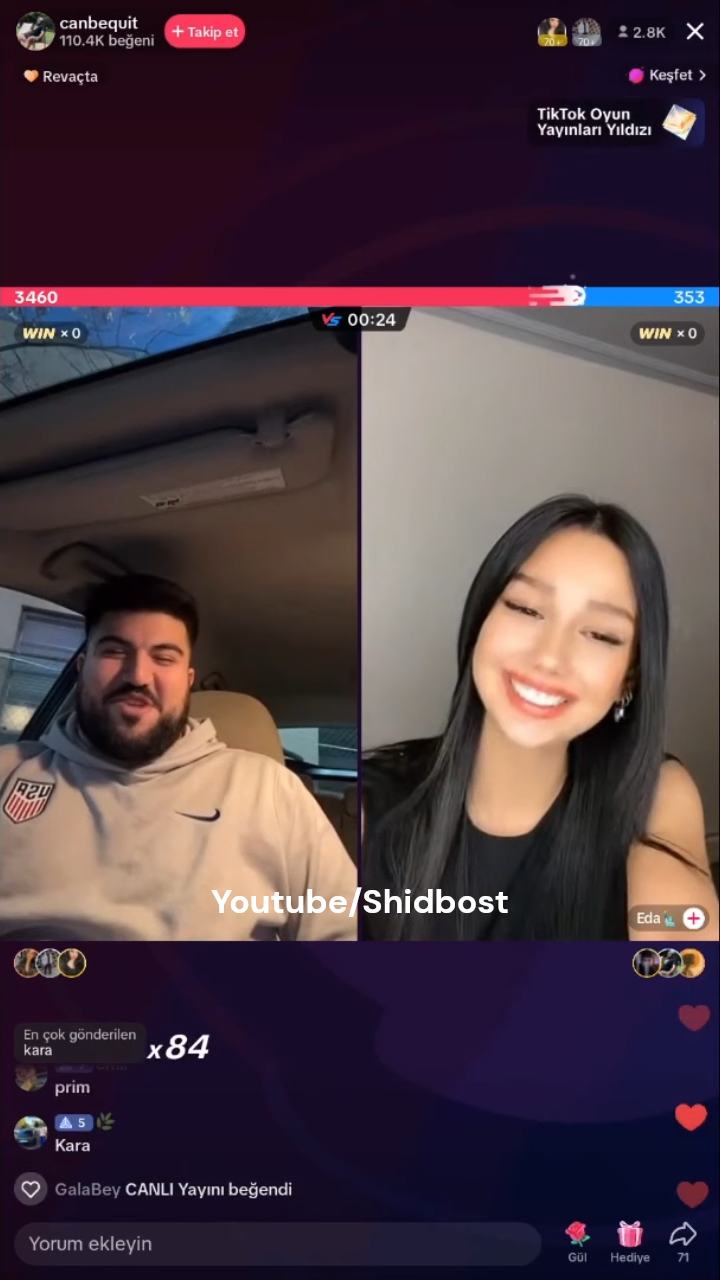 canbequit
110.4K beğeni
+ Takip et
70+
70+
2.8K
Revaçta
Keşfet
TikTok Oyun
Yayınları Yıldızı
3460
353
VS 00:24
WIN × 0
WIN × 0
USA
Youtube/Shidbost
Eda
En çok gönderilen
kara
x84
prim
5
Kara
GalaBey CANLI Yayını beğendi
Yorum ekleyin
Gül
Hediye
71